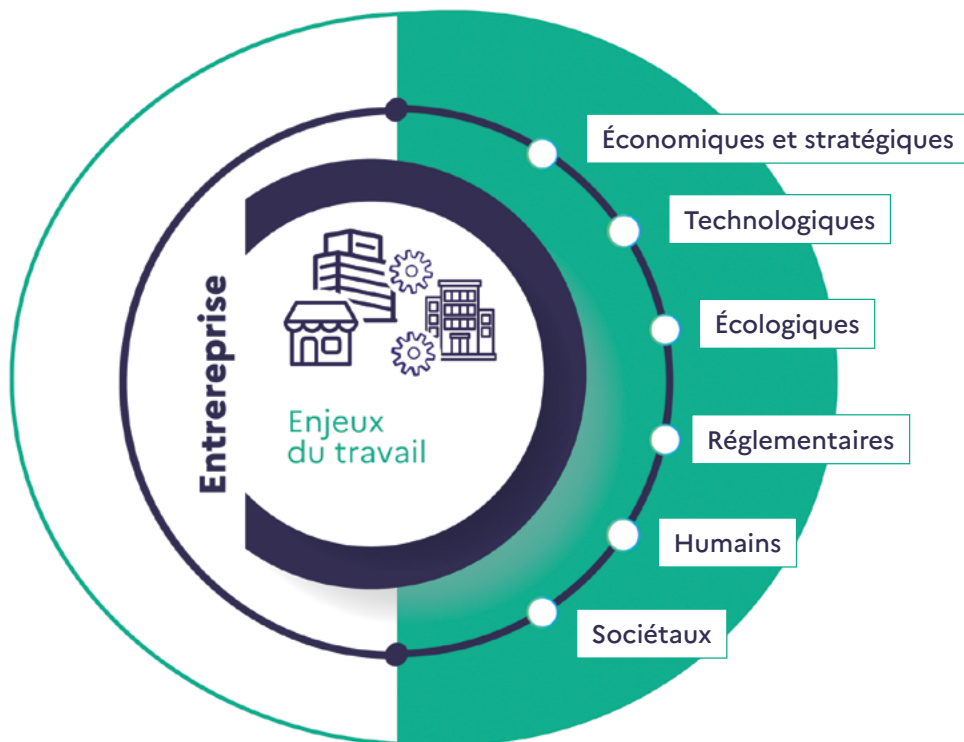 Entrereprise
Enjeux
du travail
Économiques et stratégiques
Technologiques
Écologiques
Réglementaires
Humains
Sociétaux